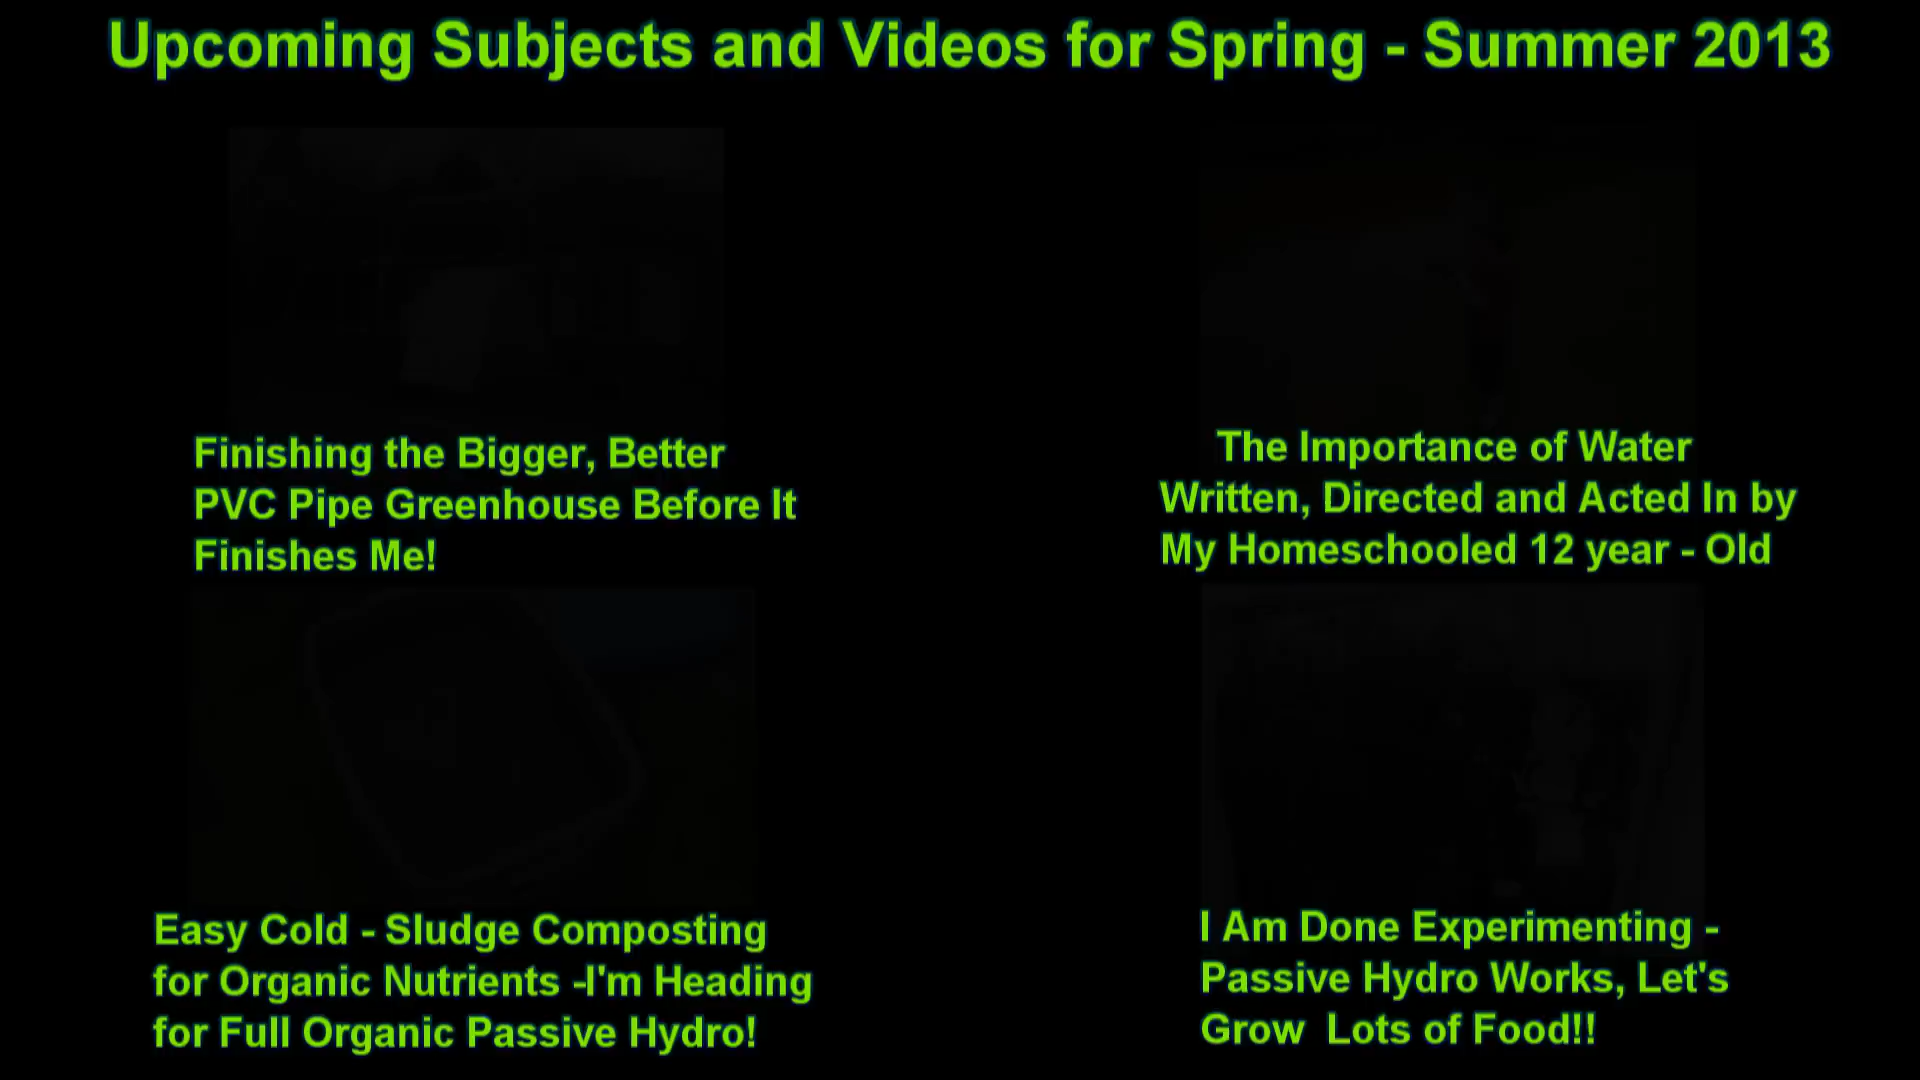 Upcoming Subjects and Videos for Spring - Summer 2013
Finishing the Bigger, Better
PVC Pipe Greenhouse Before It
Finishes Me!
The Importance of Water
Written, Directed and Acted In by
My Homeschooled 12 year - Old
Easy Cold - Sludge Composting
for Organic Nutrients -I'm Heading
for Full Organic Passive Hydro!
I Am Done Experimenting -
Passive Hydro Works, Let's
Grow  Lots of Food!!